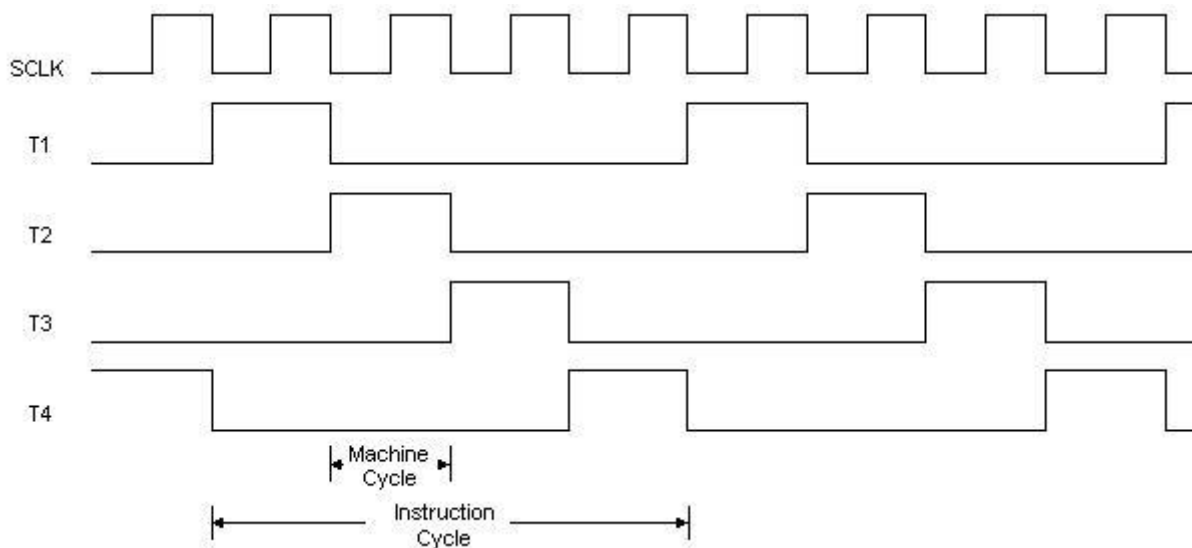 SCLK
T1
T2
T3
T4
Machine
Cycle
Instruction
Cycle